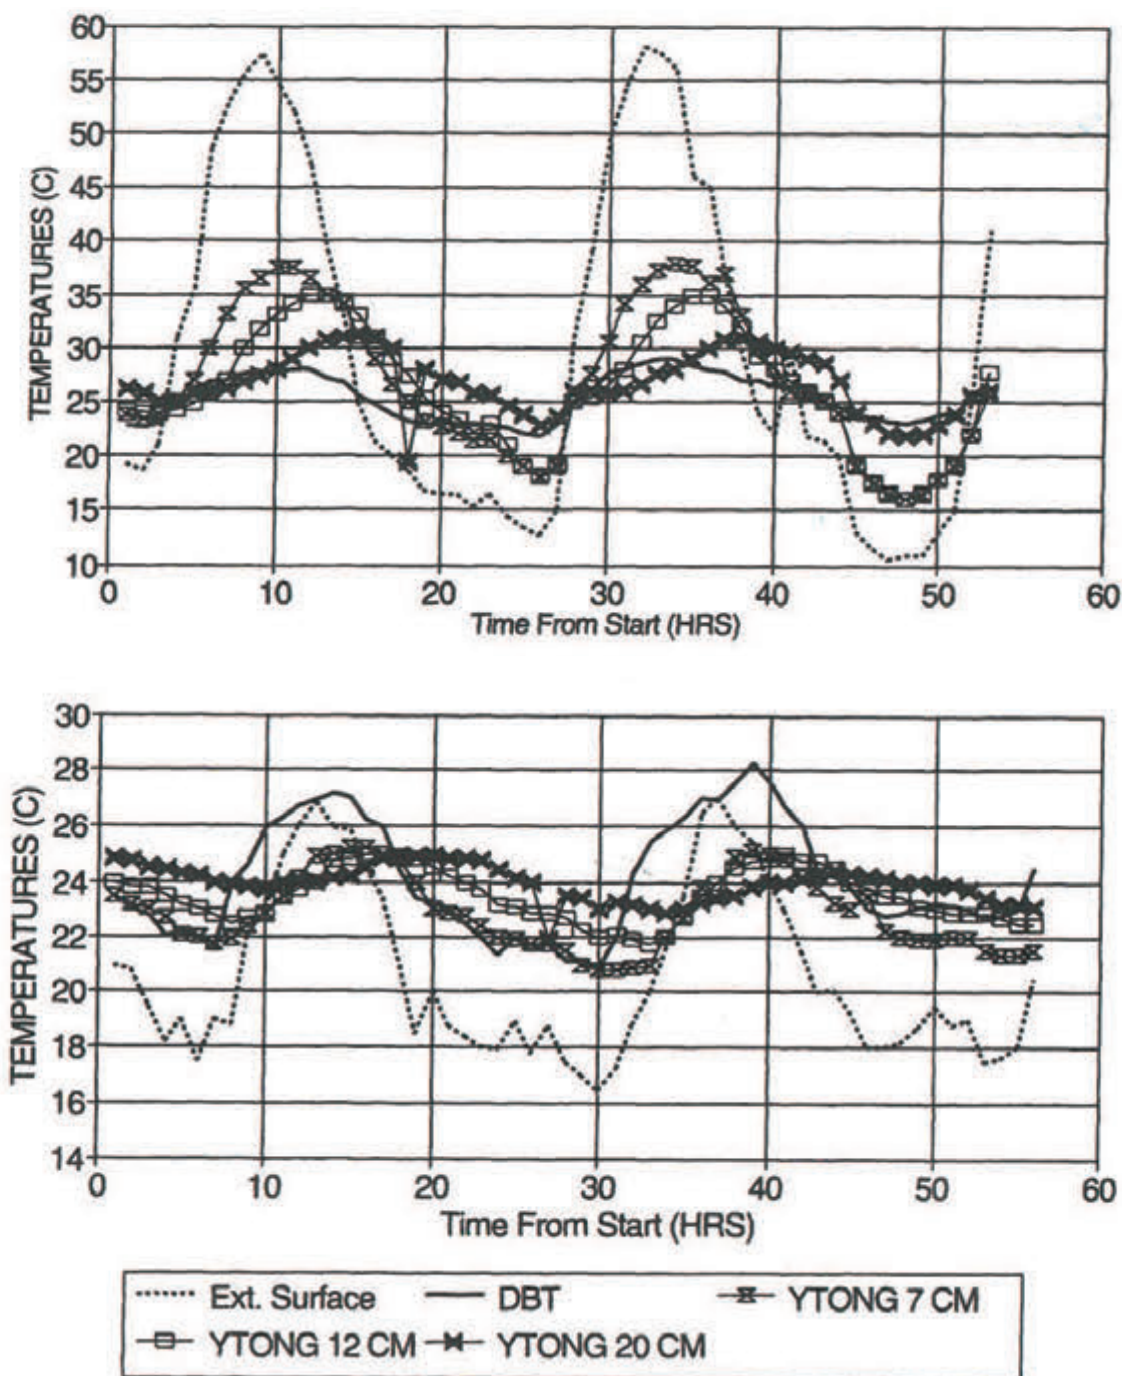 60
55
50
45
40
35
30
25
20
15
10
TEMPERATURES (C)
0 10 20 30 40 50 60
Time From Start (HRS)
30
28
26
24
22
20
18
16
14
TEMPERATURES (C)
0 10 20 30 40 50 60
Time From Start (HRS)
Ext. Surface DBT YTONG 7 CM
YTONG 12 CM YTONG 20 CM